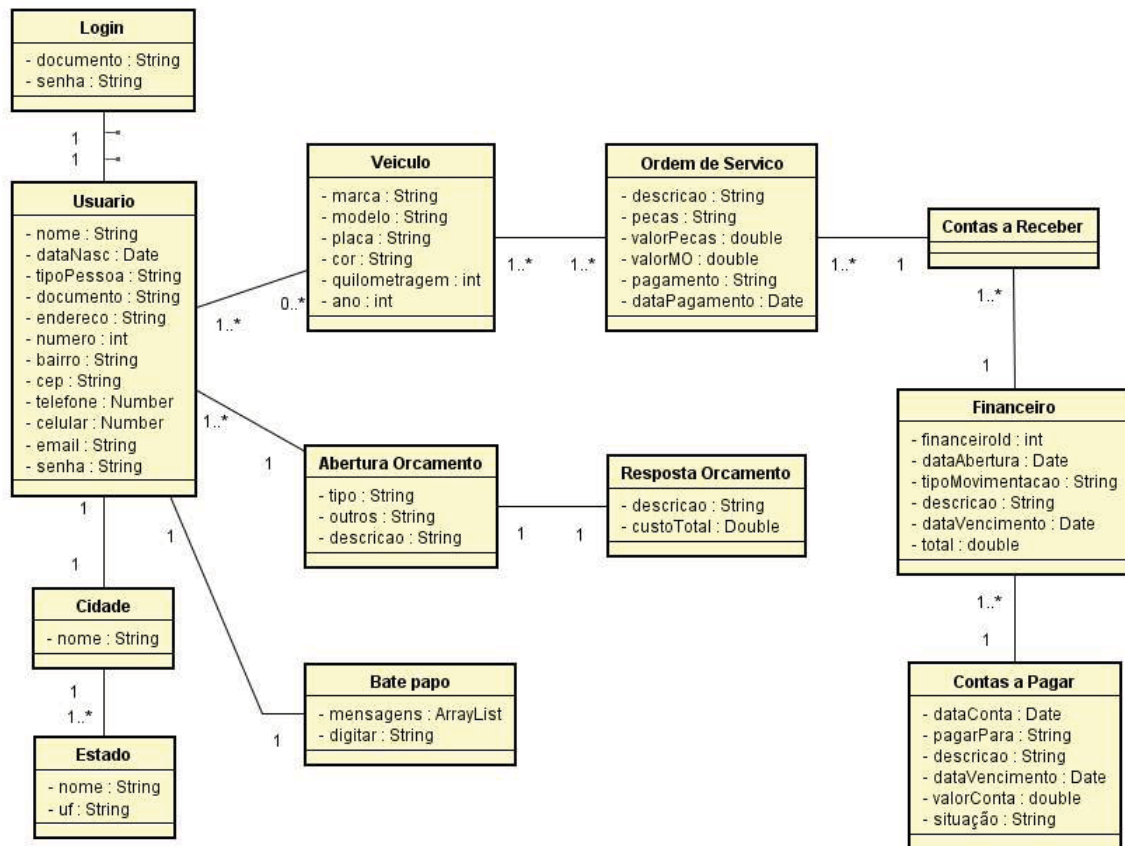 Login
- documento : String
- senha : String
1
1
Usuario
- nome : String
- dataNasc : Date
- tipoPessoa : String
- documento : String
- endereco : String
- numero : int
- bairro : String
- cep : String
- telefone : Number
- celular : Number
- email : String
- senha : String
1..*
0..*
Veiculo
- marca : String
- modelo : String
- placa : String
- cor : String
- quilometragem : int
- ano : int
1..*
1..*
Ordem de Servico
- descricao : String
- pecas : String
- valorPecas : double
- valorMO : double
- pagamento : String
- dataPagamento : Date
1..*
1
Contas a Receber
1..*
1
Financeiro
- financeiroId : int
- dataAbertura : Date
- tipoMovimentacao : String
- descricao : String
- dataVencimento : Date
- total : double
1..*
1
Contas a Pagar
- dataConta : Date
- pagarPara : String
- descricao : String
- dataVencimento : Date
- valorConta : double
- situação : String
1..*
1
Abertura Orcamento
- tipo : String
- outros : String
- descricao : String
1
1
Resposta Orcamento
- descricao : String
- custoTotal : Double
1
1
Bate papo
- mensagens : ArrayList
- digitar : String
1
1
Cidade
- nome : String
1
1..*
Estado
- nome : String
- uf : String